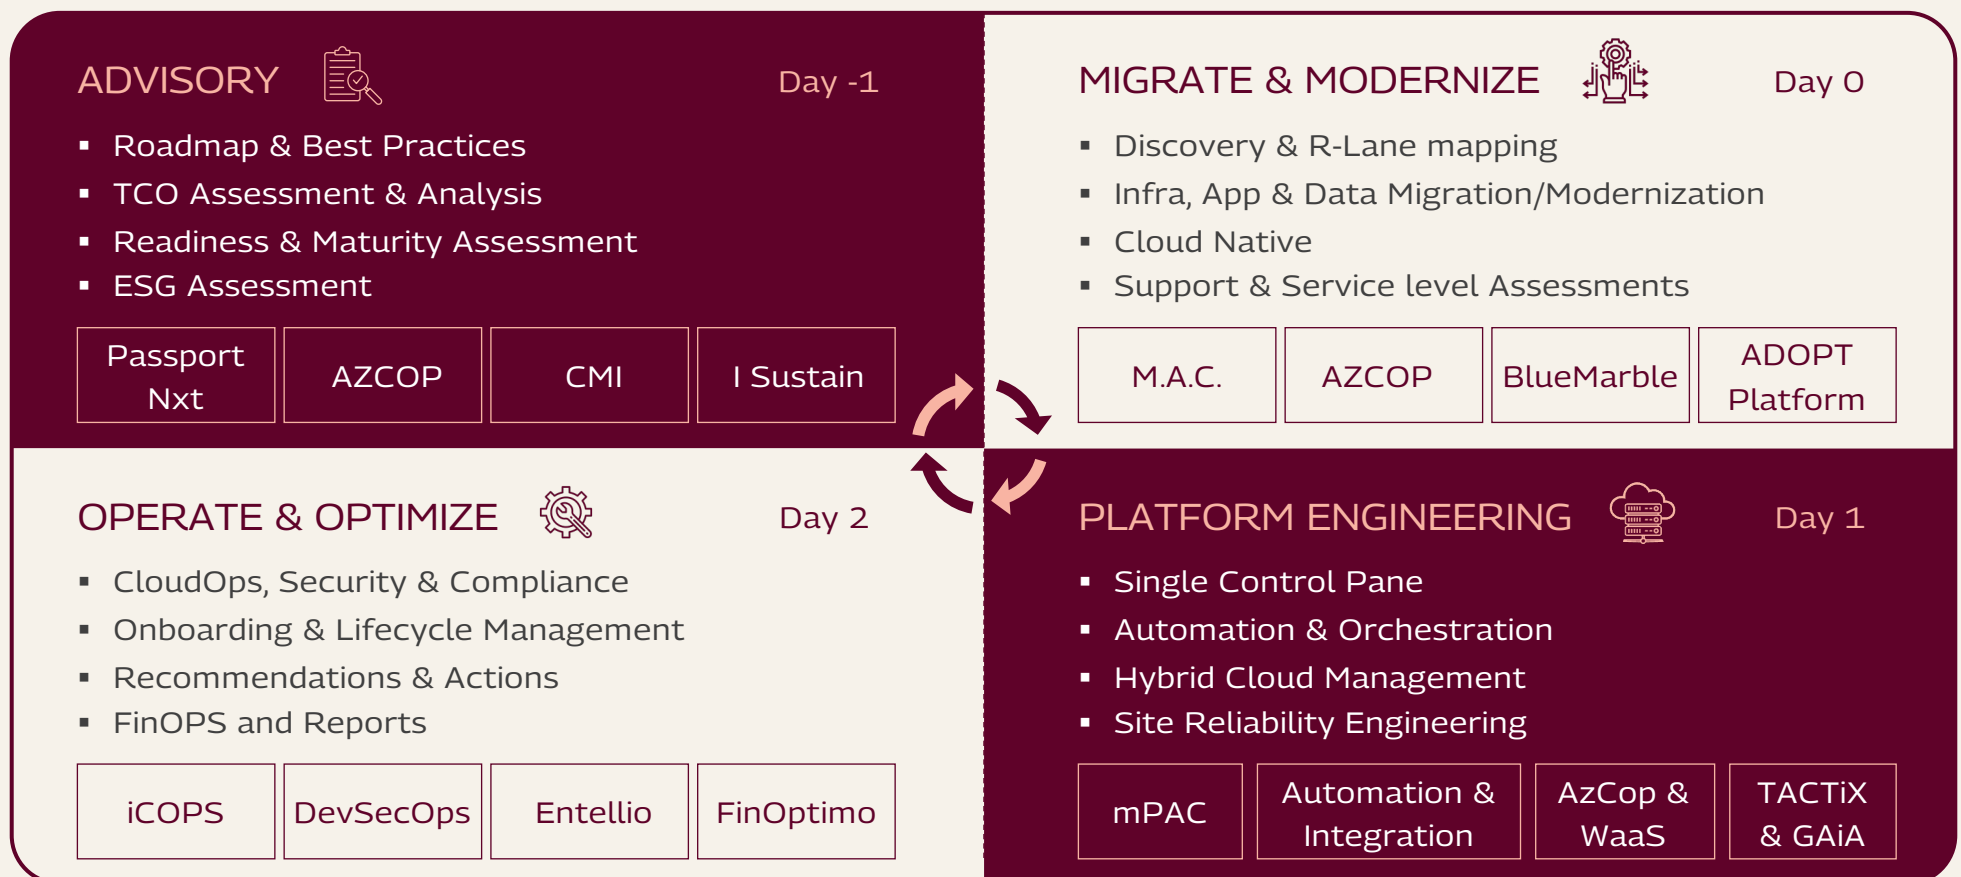 ADVISORY
Day -1
▪ Roadmap & Best Practices
▪ TCO Assessment & Analysis
▪ Readiness & Maturity Assessment
▪ ESG Assessment
Passport
Nxt
AZCOP
CMI
I Sustain
MIGRATE & MODERNIZE
Day 0
▪ Discovery & R-Lane mapping
▪ Infra, App & Data Migration/Modernization
▪ Cloud Native
▪ Support & Service level Assessments
M.A.C.
AZCOP
BlueMarble
ADOPT
Platform
OPERATE & OPTIMIZE
Day 2
▪ CloudOps, Security & Compliance
▪ Onboarding & Lifecycle Management
▪ Recommendations & Actions
▪ FinOPS and Reports
iCOPS
DevSecOps
Entellio
FinOptimo
PLATFORM ENGINEERING
Day 1
▪ Single Control Pane
▪ Automation & Orchestration
▪ Hybrid Cloud Management
▪ Site Reliability Engineering
mPAC
Automation &
Integration
AzCop &
WaaS
TACTiX
& GAiA